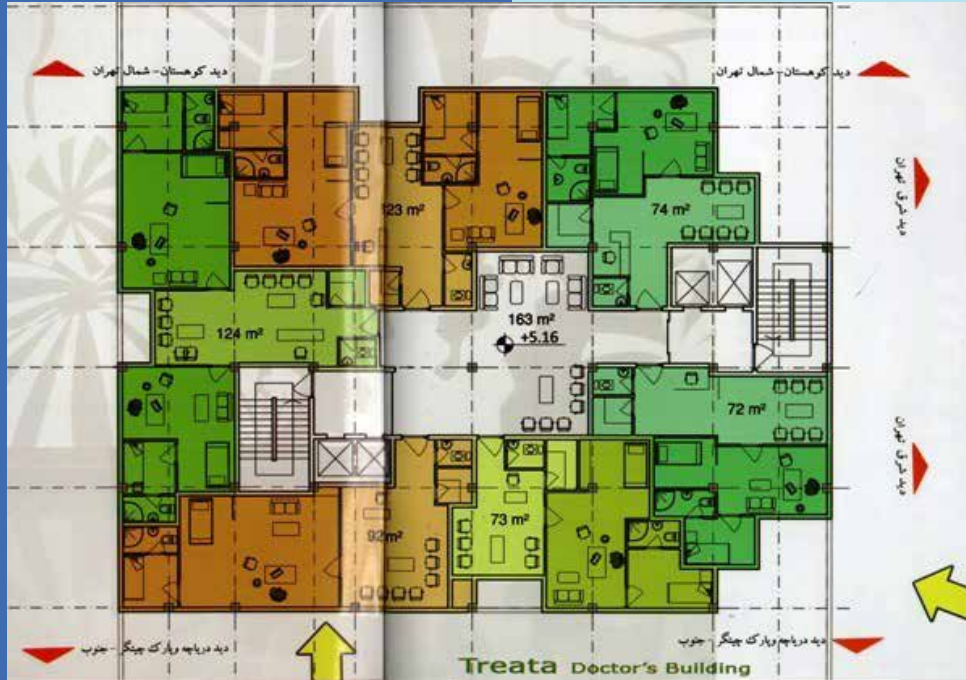 دید کوهستان- شمال تهران
دید کوهستان- شمال تهران
دید شرق تهران
123 m²
74 m²
163 m²
+5.16
124 m²
72 m²
دید شرق تهران
73 m²
92 m²
دید دریاچه وپارک چیتگر - جنوب
دید دریاچه وپارک چیتگر - جنوب
Treata Doctor's Building